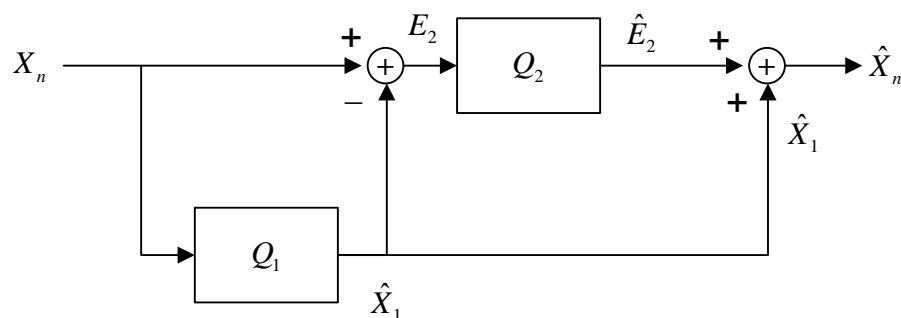 E₂
Ê₂
+
+
Xₙ
+
Q₂
+
X̂ₙ
−
+
X̂₁
Q₁
X̂₁